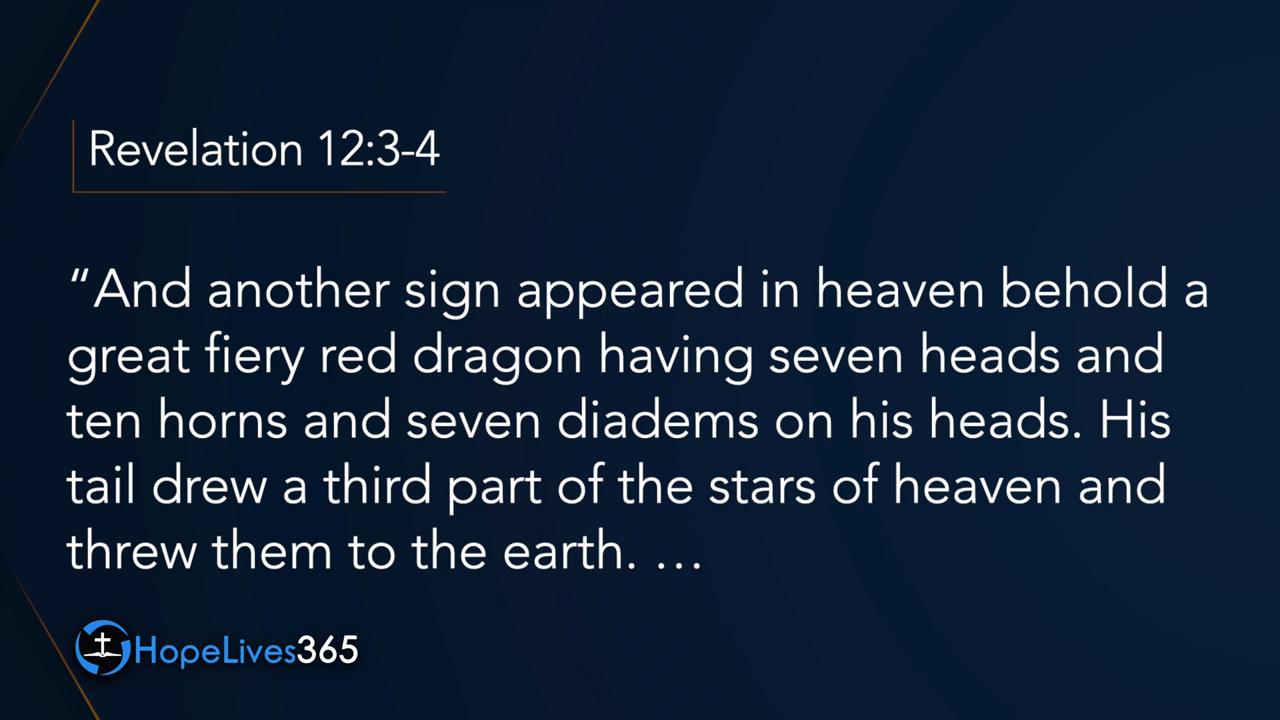 Revelation 12:3-4
“And another sign appeared in heaven behold a
great fiery red dragon having seven heads and
ten horns and seven diadems on his heads. His
tail drew a third part of the stars of heaven and
threw them to the earth. …
HopeLives365